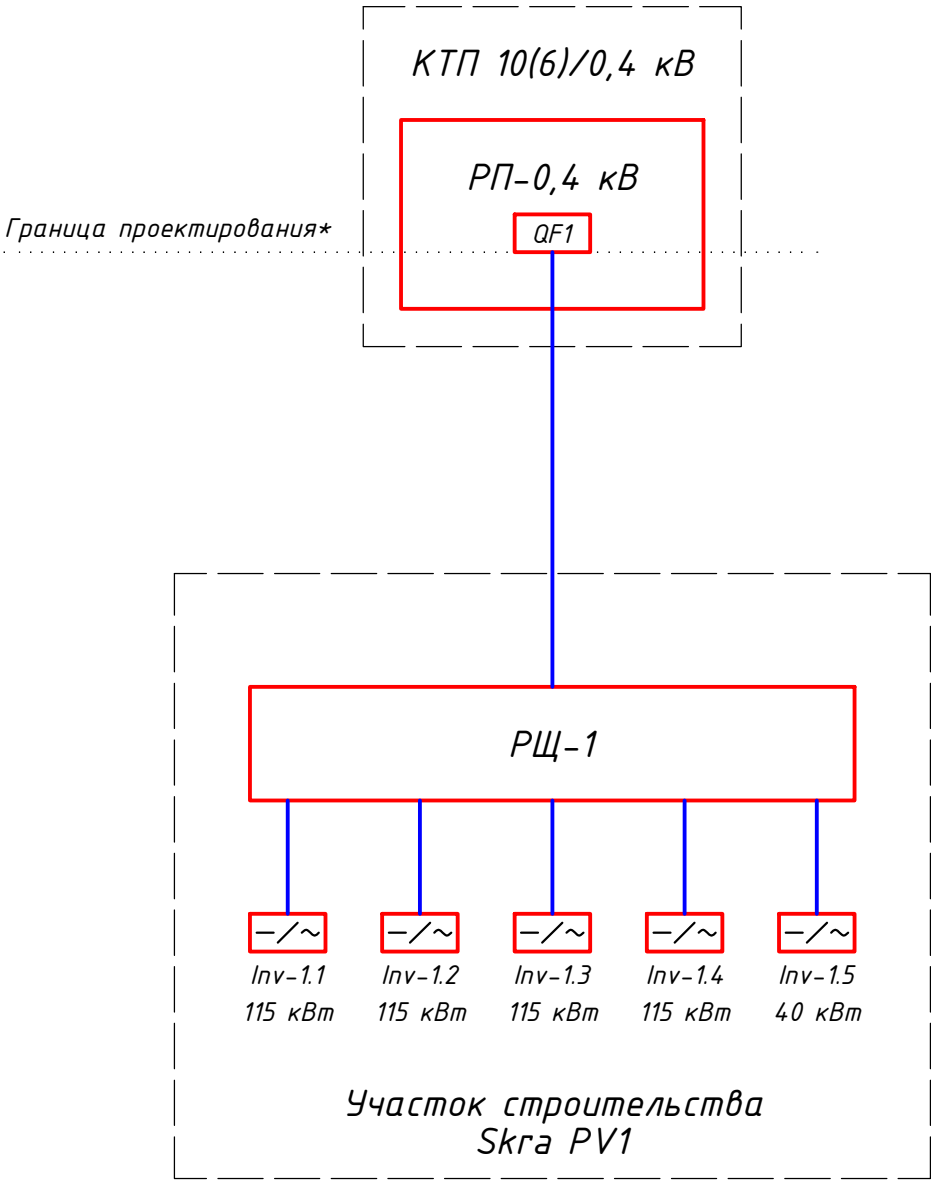 КТП 10(6)/0,4 кВ
РП-0,4 кВ
Граница проектирования*
QF1
РЩ-1
Inv-1.1 Inv-1.2 Inv-1.3 Inv-1.4 Inv-1.5
115 кВт 115 кВт 115 кВт 115 кВт 40 кВт
Участок строительства
Skra PV1